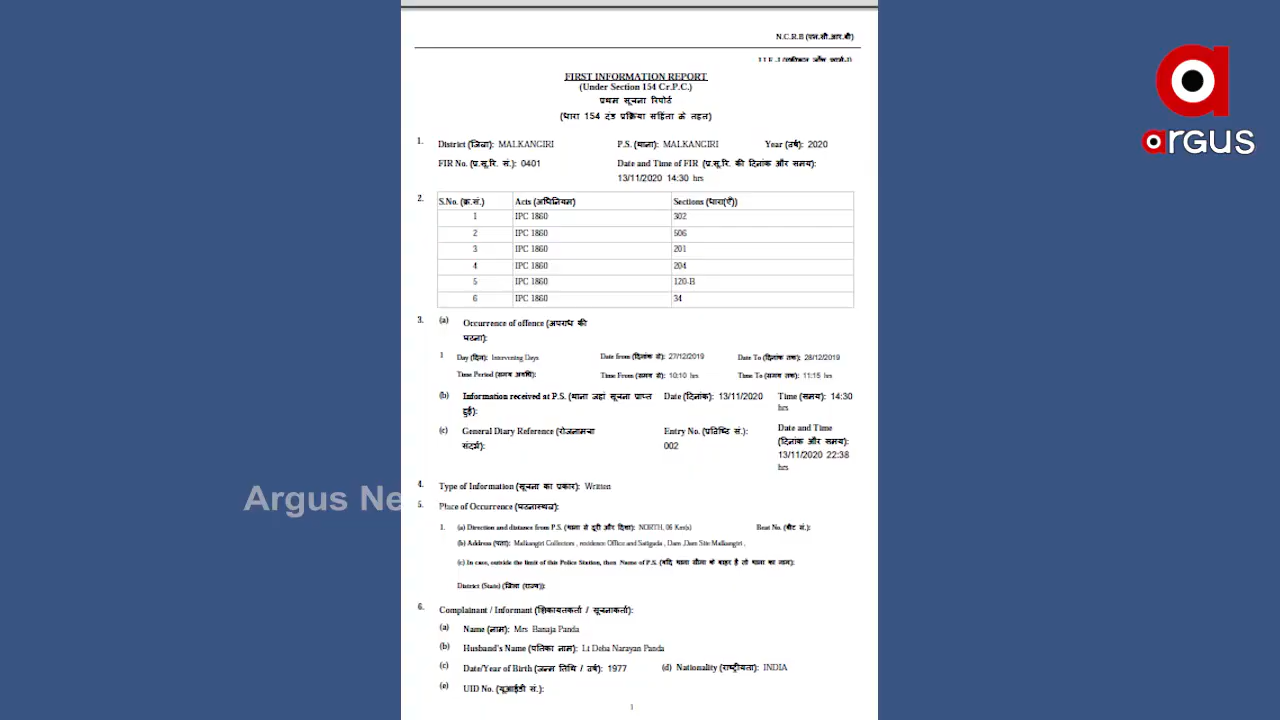 N.C.R.B (एन.सी.आर.बी)
FIRST INFORMATION REPORT
(Under Section 154 Cr.P.C.)
प्रथम सूचना रिपोर्ट
(धारा 154 दंड प्रक्रिया संहिता के तहत)
1. District (जिला): MALKANGIRI P.S. (थाना): MALKANGIRI Year (वर्ष): 2020
FIR No. (प्र.सू.रि. सं.): 0401 Date and Time of FIR (प्र.सू.रि. की दिनांक और समय):
13/11/2020 14:30 hrs
2. S.No. (क्र.सं.) Acts (अधिनियम) Sections (धारा(एँ))
1 IPC 1860 302
2 IPC 1860 506
3 IPC 1860 201
4 IPC 1860 204
5 IPC 1860 120-B
6 IPC 1860 34
3. (a) Occurrence of offence (अपराध की
घटना):
1 Day (दिन): Intervening Days Date from (दिनांक से): 27/12/2019 Date To (दिनांक तक): 28/12/2019
Time Period (समय अवधि): Time From (समय से): 10:10 hrs Time To (समय तक): 11:15 hrs
(b) Information received at P.S. (थाना जहां सूचना प्राप्त Date (दिनांक): 13/11/2020 Time (समय): 14:30
हुई): hrs
(c) General Diary Reference (रोजनामचा Entry No. (प्रविष्टि सं.): Date and Time
संदर्भ): 002 (दिनांक और समय):
13/11/2020 22:38
hrs
4. Type of Information (सूचना का प्रकार): Written
5. Place of Occurrence (घटनास्थल):
1. (a) Direction and distance from P.S. (थाना से दूरी और दिशा): NORTH, 06 Km(s) Beat No. (बीट सं.):
(b) Address (पता): Malkangiri Collectors , residence Office and Satiguda , Dam ,Dam Site Malkangiri ,
(c) In case, outside the limit of this Police Station, then Name of P.S. (यदि थाना सीमा के बाहर है तो थाना का नाम):
District (State) (जिला (राज्य)):
6. Complainant / Informant (शिकायतकर्ता / सूचनाकर्ता):
(a) Name (नाम): Mrs Banaja Panda
(b) Husband's Name (पति का नाम): Lt Deba Narayan Panda
(c) Date/Year of Birth (जन्म तिथि / वर्ष): 1977 (d) Nationality (राष्ट्रीयता): INDIA
(e) UID No. (यूआईडी सं.):
1
argus
Argus Ne